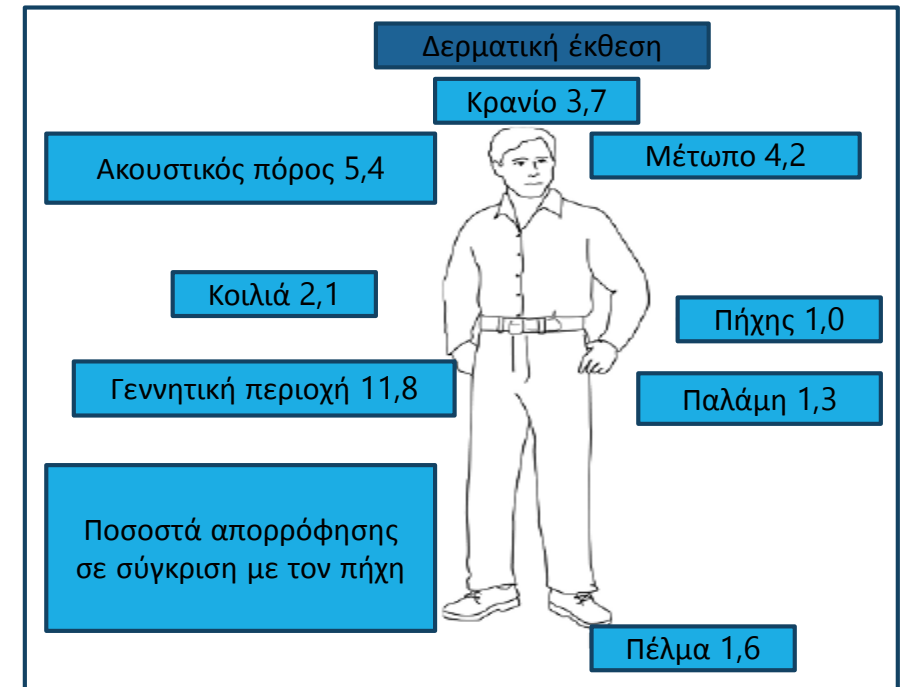 Δερματική έκθεση
Κρανίο 3,7
Ακουστικός πόρος 5,4
Μέτωπο 4,2
Κοιλιά 2,1
Πήχης 1,0
Γεννητική περιοχή 11,8
Παλάμη 1,3
Ποσοστά απορρόφησης
σε σύγκριση με τον πήχη
Πέλμα 1,6